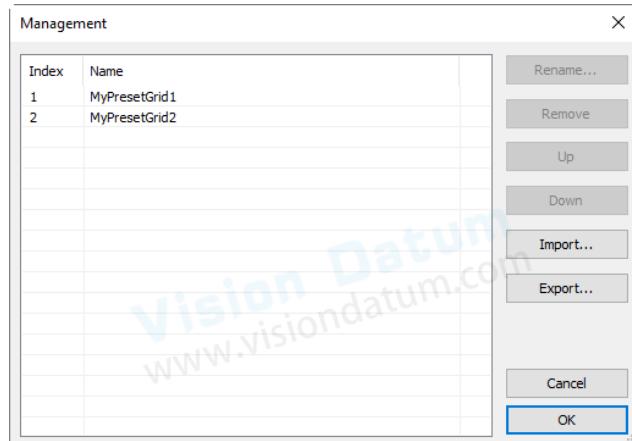 Management
Index Name
1 MyPresetGrid1
2 MyPresetGrid2
Rename...
Remove
Up
Down
Import...
Export...
Cancel
OK
Vision Datum
www.visiondatum.com